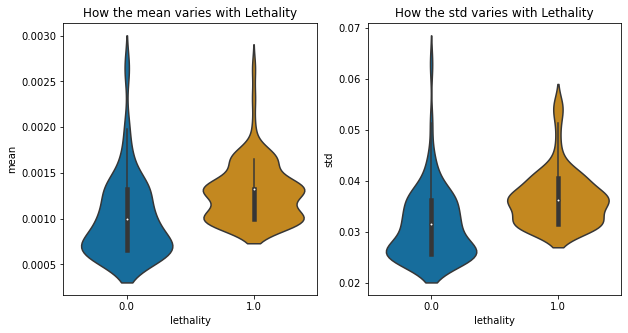 How the mean varies with Lethality
0.0030
0.0025
0.0020
0.0015
0.0010
0.0005
mean
0.0
1.0
lethality
How the std varies with Lethality
0.07
0.06
0.05
0.04
0.03
0.02
std
0.0
1.0
lethality